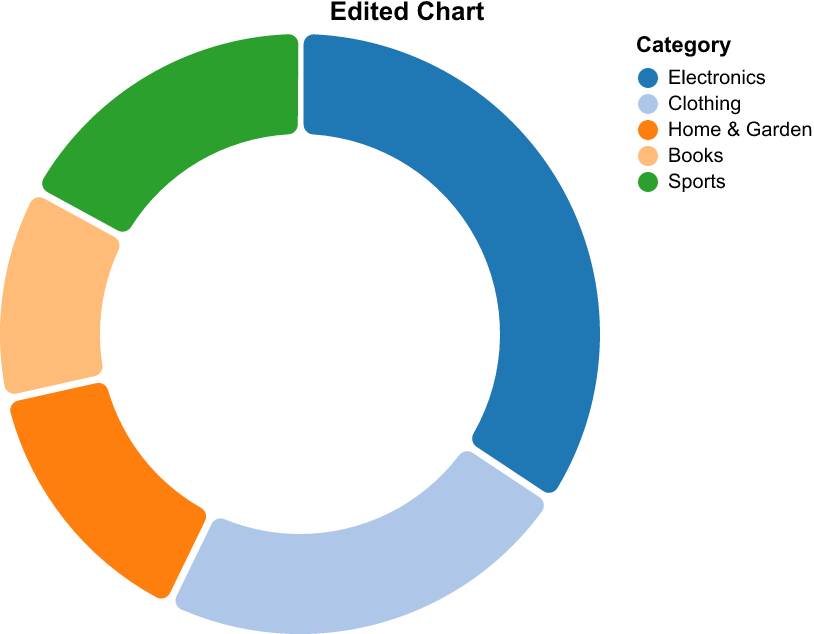 Edited Chart
Category
Electronics
Clothing
Home & Garden
Books
Sports